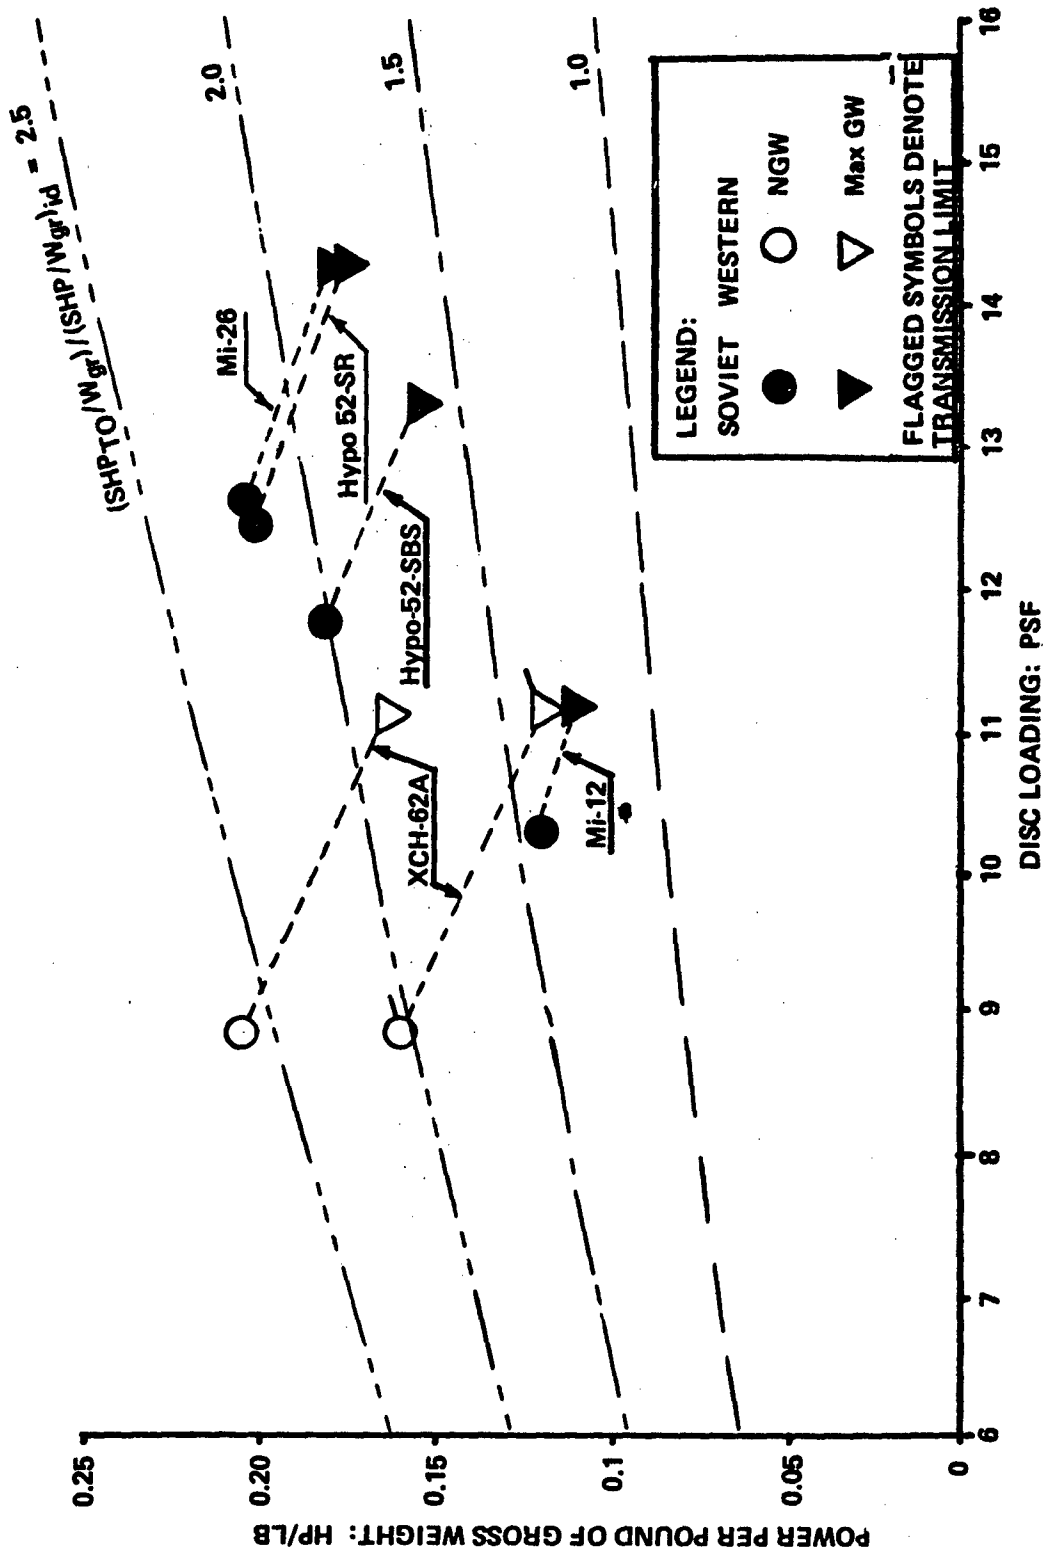 (SHP TO/Wgr)/(SHP/Wgr)id = 2.5
2.0
1.5
1.0
Mi-26
Hypo 52-SR
Hypo-52-SBS
XCH-62A
Mi-12
LEGEND:
SOVIET WESTERN
NGW
Max GW
FLAGGED SYMBOLS DENOTE
TRANSMISSION LIMIT
POWER PER POUND OF GROSS WEIGHT: HP/LB
0.25
0.20
0.15
0.1
0.05
0
6 7 8 9 10 11 12 13 14 15 16
DISC LOADING: PSF